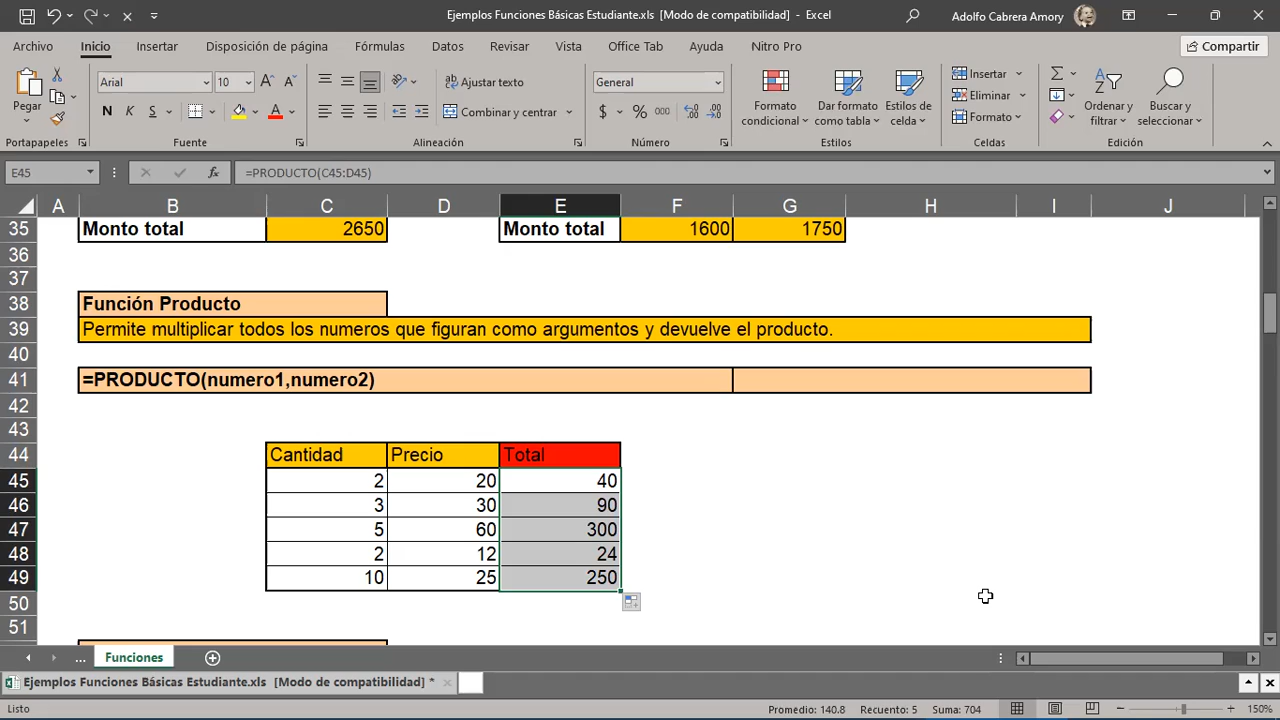 Ejemplos Funciones Básicas Estudiante.xls [Modo de compatibilidad] - Excel
Adolfo Cabrera Amory
Archivo Inicio Insertar Disposición de página Fórmulas Datos Revisar Vista Office Tab Ayuda Nitro Pro Compartir
Pegar
Arial 10
N K S
Ajustar texto
Combinar y centrar
General
$ % 000
Formato condicional
Dar formato como tabla
Estilos de celda
Insertar
Eliminar
Formato
Ordenar y filtrar
Buscar y seleccionar
Portapapeles Fuente Alineación Número Estilos Celdas Edición
E45 fx =PRODUCTO(C45:D45)
A B C D E F G H I J
35 Monto total 2650 Monto total 1600 1750
36
37
38 Función Producto
39 Permite multiplicar todos los numeros que figuran como argumentos y devuelve el producto.
40
41 =PRODUCTO(numero1,numero2)
42
43
44 Cantidad Precio Total
45 2 20 40
46 3 30 90
47 5 60 300
48 2 12 24
49 10 25 250
50
51
... Funciones
Ejemplos Funciones Básicas Estudiante.xls [Modo de compatibilidad] *
Listo Promedio: 140.8 Recuento: 5 Suma: 704 150%